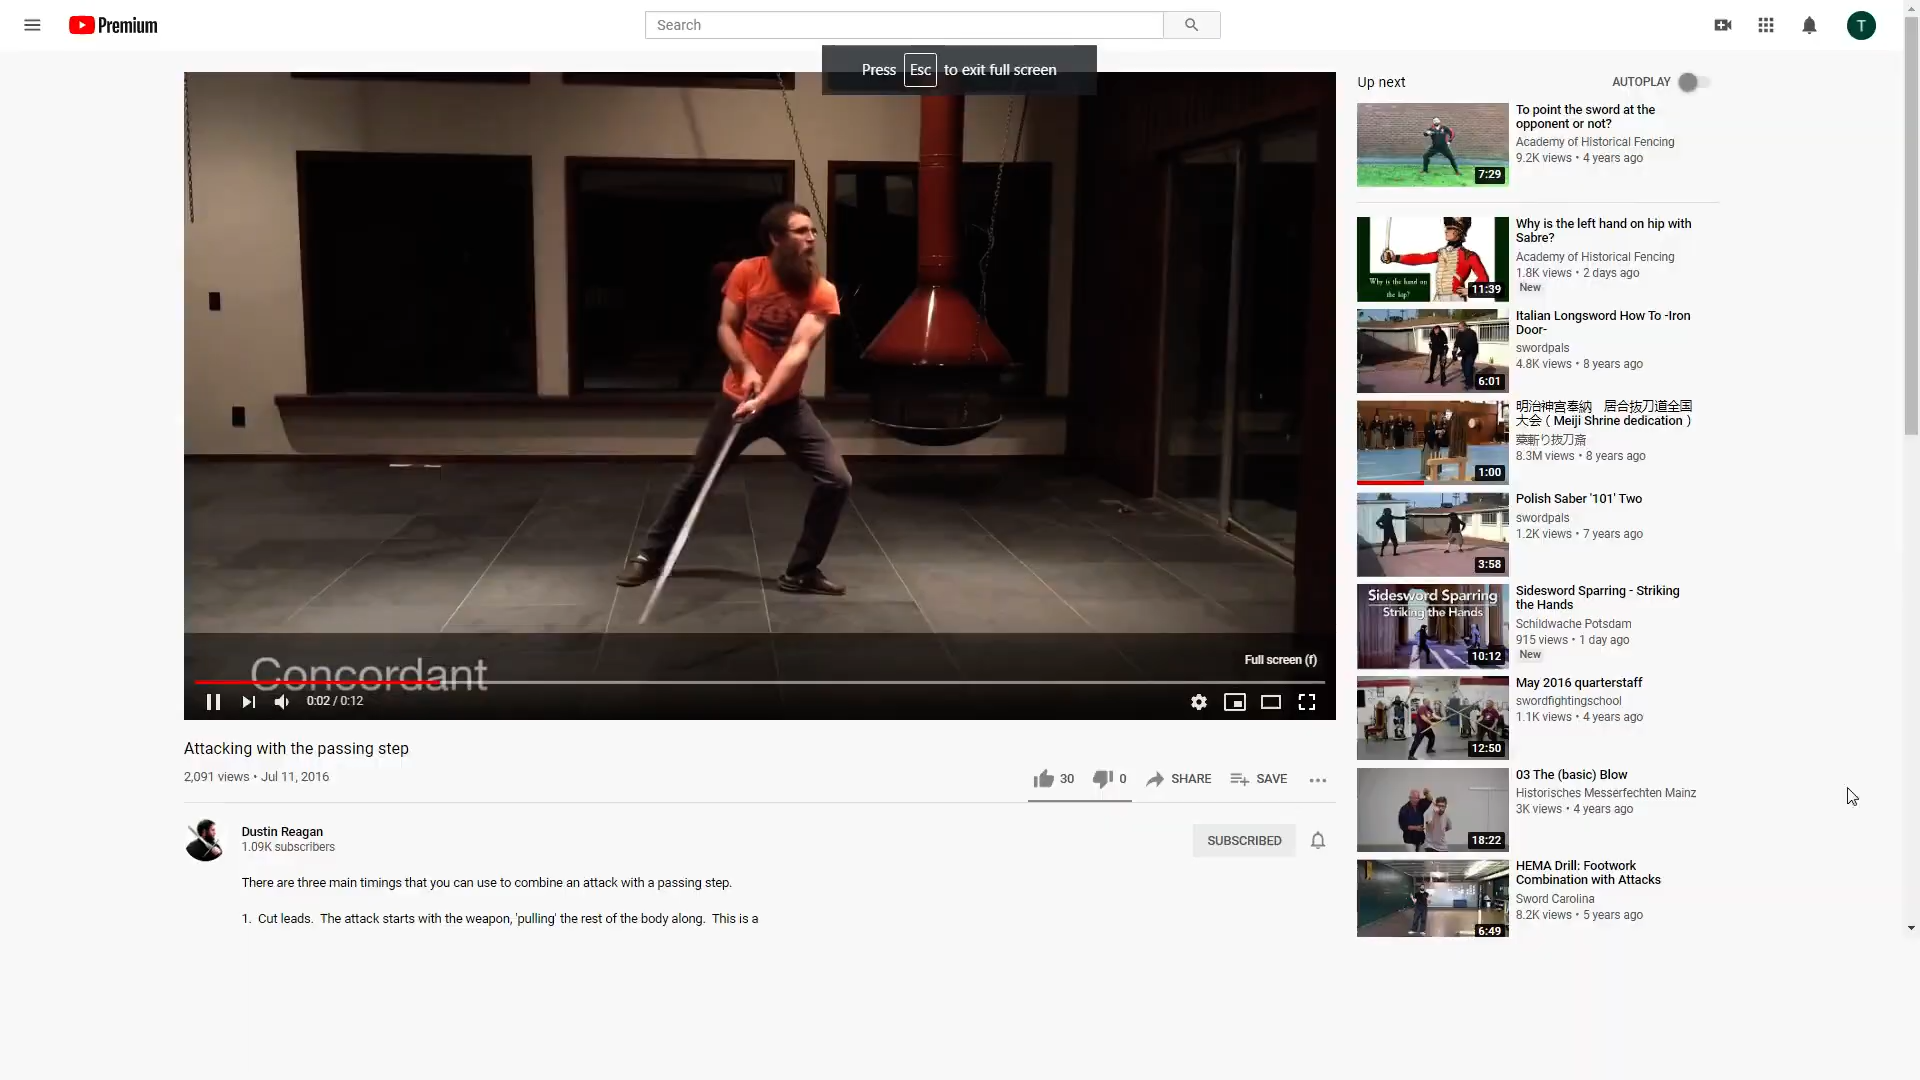 Premium
Search
Press Esc to exit full screen
Concordant
Full screen (f)
0:02 / 0:12
Attacking with the passing step
2,091 views • Jul 11, 2016
30
0
SHARE
SAVE
Dustin Reagan
1.09K subscribers
SUBSCRIBED
There are three main timings that you can use to combine an attack with a passing step.
1. Cut leads. The attack starts with the weapon, 'pulling' the rest of the body along. This is a
T
Up next
AUTOPLAY
7:29
To point the sword at the
opponent or not?
Academy of Historical Fencing
9.2K views • 4 years ago
Why is the hand on
the hip?
11:39
Why is the left hand on hip with
Sabre?
Academy of Historical Fencing
1.8K views • 2 days ago
New
6:01
Italian Longsword How To -Iron
Door-
swordpals
4.8K views • 8 years ago
1:00
明治神宮奉納 居合抜刀道全国
大会 ( Meiji Shrine dedication )
藁斬り抜刀斎
8.3M views • 8 years ago
3:58
Polish Saber '101' Two
swordpals
1.2K views • 7 years ago
Sidesword Sparring
Striking the Hands
10:12
Sidesword Sparring - Striking
the Hands
Schildwache Potsdam
915 views • 1 day ago
New
12:50
May 2016 quarterstaff
swordfightingschool
1.1K views • 4 years ago
18:22
03 The (basic) Blow
Historisches Messerfechten Mainz
3K views • 4 years ago
6:49
HEMA Drill: Footwork
Combination with Attacks
Sword Carolina
8.2K views • 5 years ago